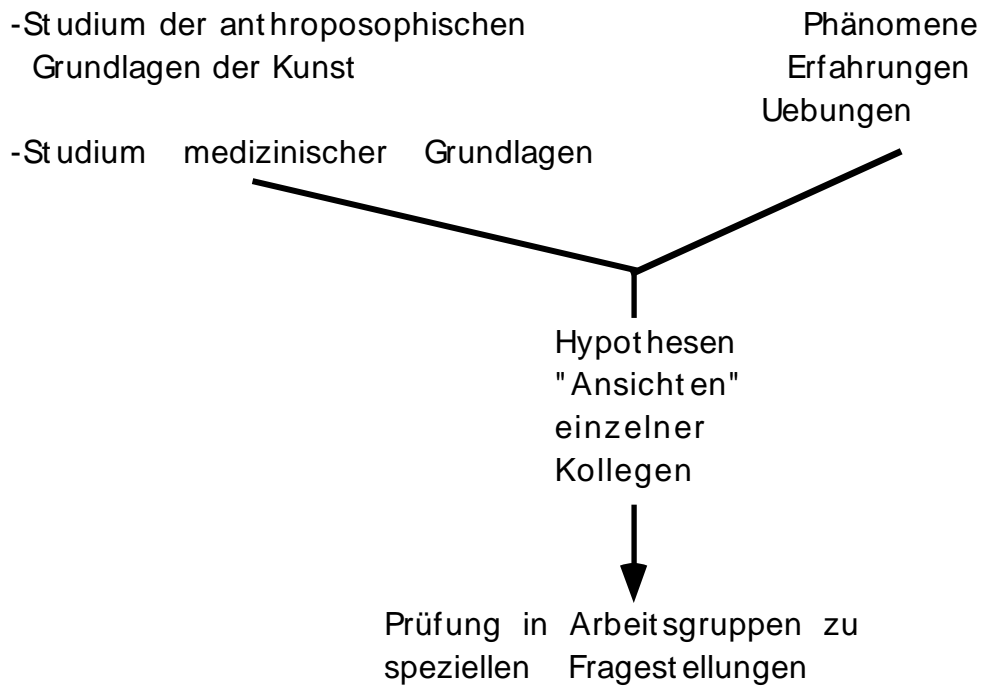 -Studium der anthroposophischen
Grundlagen der Kunst
-Studium medizinischer Grundlagen
Phänomene
Erfahrungen
Uebungen
Hypothesen
"Ansichten"
einzelner
Kollegen
Prüfung in Arbeitsgruppen zu
speziellen Fragestellungen